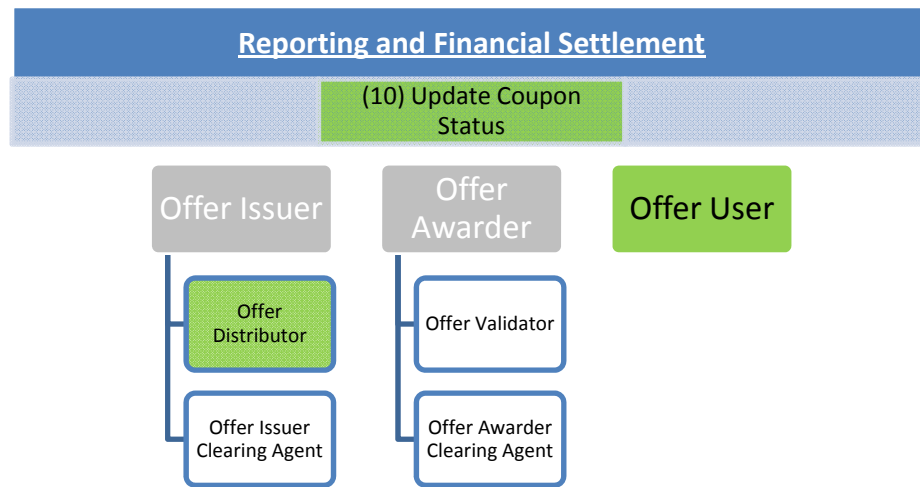 Reporting and Financial Settlement
(10) Update Coupon
Status
Offer Issuer
Offer
Awarder
Offer User
Offer
Distributor
Offer Validator
Offer Issuer
Clearing Agent
Offer Awarder
Clearing Agent